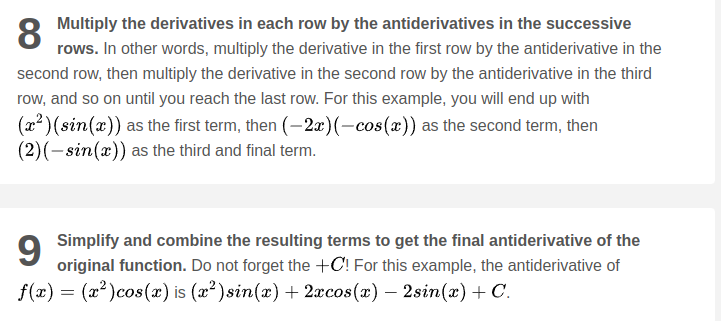 8 Multiply the derivatives in each row by the antiderivatives in the successive
rows. In other words, multiply the derivative in the first row by the antiderivative in the
second row, then multiply the derivative in the second row by the antiderivative in the third
row, and so on until you reach the last row. For this example, you will end up with
(x²)(sin(x)) as the first term, then (−2x)(−cos(x)) as the second term, then
(2)(−sin(x)) as the third and final term.
9 Simplify and combine the resulting terms to get the final antiderivative of the
original function. Do not forget the +C! For this example, the antiderivative of
f(x) = (x²)cos(x) is (x²)sin(x) + 2xcos(x) − 2sin(x) + C.